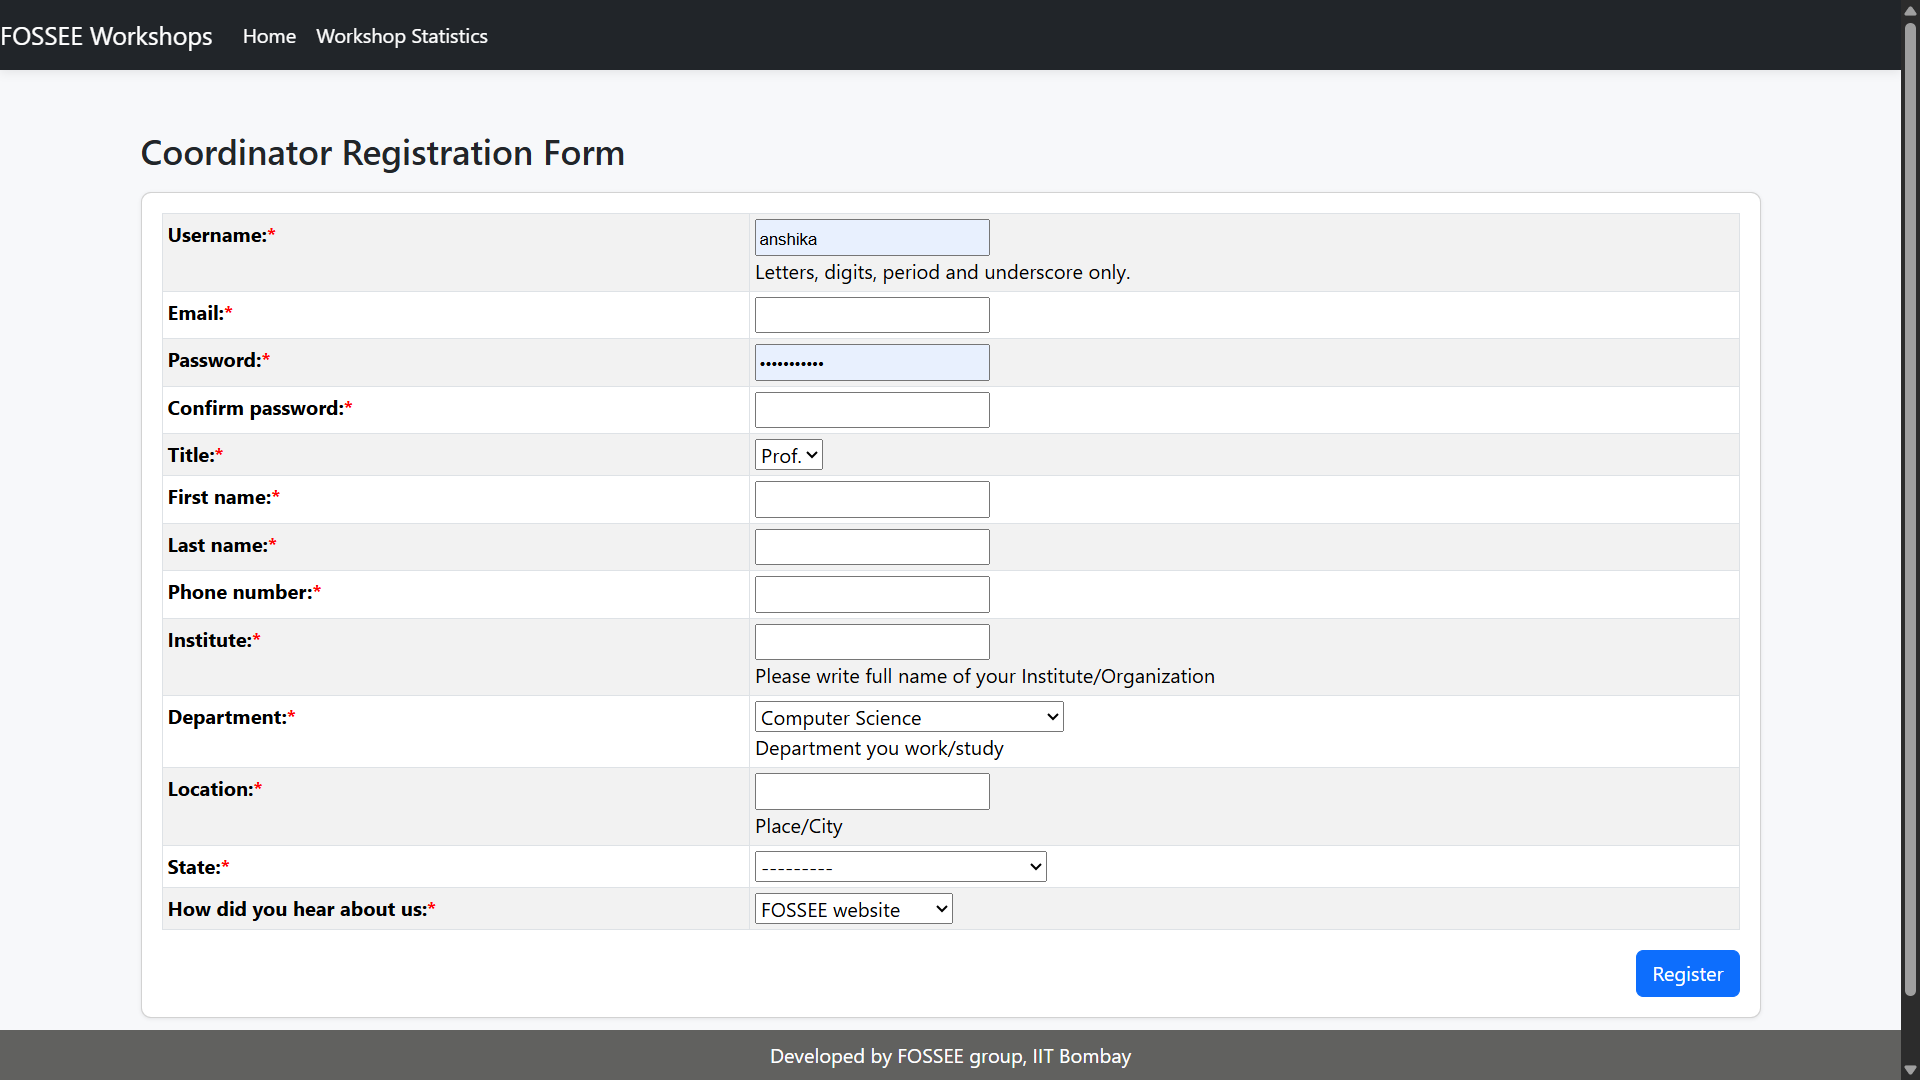 FOSSEE Workshops Home Workshop Statistics
Coordinator Registration Form
Username:* anshika
Letters, digits, period and underscore only.
Email:*
Password:* •••••••••••
Confirm password:*
Title:* Prof.
First name:*
Last name:*
Phone number:*
Institute:*
Please write full name of your Institute/Organization
Department:* Computer Science
Department you work/study
Location:*
Place/City
State:* ---------
How did you hear about us:* FOSSEE website
Register
Developed by FOSSEE group, IIT Bombay